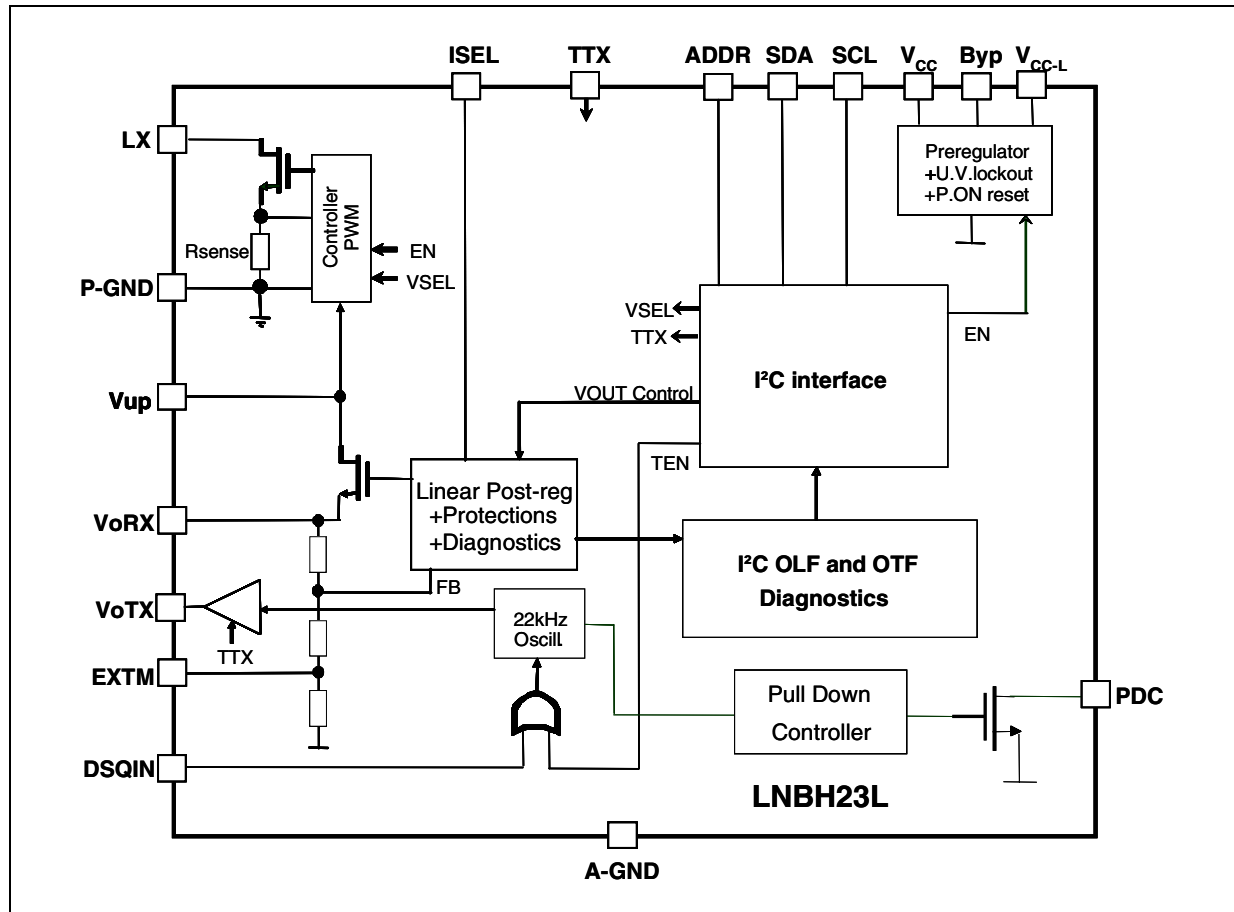 ISEL
TTX
ADDR
SDA
SCL
VCC
Byp
VCC-L
LX
Preregulator
+U.V.lockout
+P.ON reset
Controller
PWM
Rsense
EN
VSEL
P-GND
VSEL
TTX
EN
I²C interface
Vup
VOUT Control
TEN
Linear Post-reg
+Protections
+Diagnostics
VoRX
I²C OLF and OTF
Diagnostics
FB
VoTX
22kHz
Oscill.
TTX
EXTM
Pull Down
Controller
PDC
DSQIN
LNBH23L
A-GND